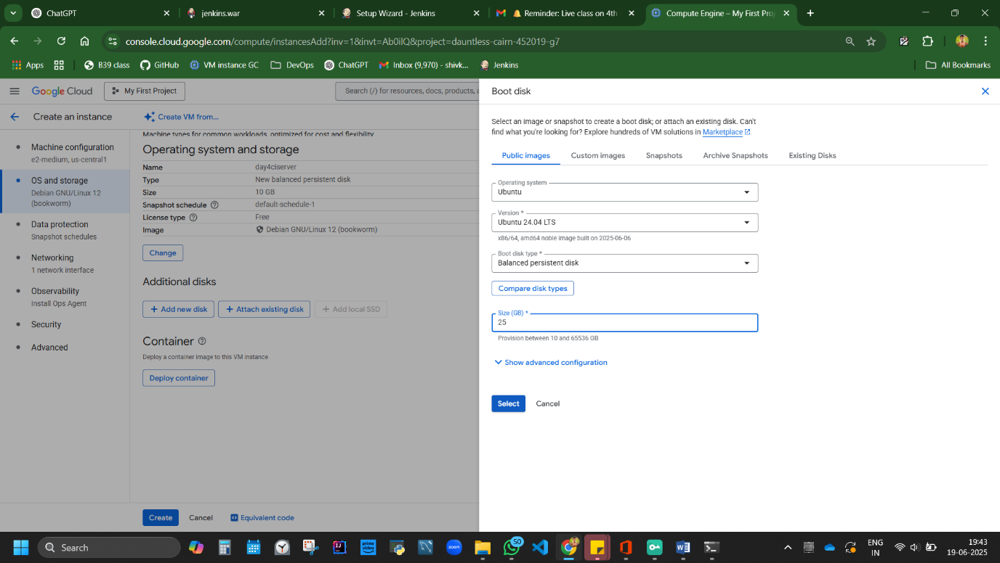 ChatGPT
jenkins.war
Setup Wizard - Jenkins
Reminder: Live class on 4th
Compute Engine – My First Proj
console.cloud.google.com/compute/instancesAdd?inv=1&invt=Ab0ilQ&project=dauntless-cairn-452019-g7
Apps
B39 class
GitHub
VM instance GC
DevOps
ChatGPT
Inbox (9,970) - shivk...
Jenkins
All Bookmarks
Google Cloud
My First Project
Search (/) for resources, docs, products, a
Create an instance
Create VM from...
Machine configuration
e2-medium, us-central1
OS and storage
Debian GNU/Linux 12
(bookworm)
Data protection
Snapshot schedules
Networking
1 network interface
Observability
Install Ops Agent
Security
Advanced
Machine types for common workloads, optimized for cost and flexibility
Operating system and storage
Name day4ciserver
Type New balanced persistent disk
Size 10 GB
Snapshot schedule default-schedule-1
License type Free
Image Debian GNU/Linux 12 (bookworm)
Change
Additional disks
+ Add new disk + Attach existing disk + Add local SSD
Container
Deploy a container image to this VM instance
Deploy container
Create Cancel Equivalent code
Boot disk
Select an image or snapshot to create a boot disk; or attach an existing disk. Can't
find what you're looking for? Explore hundreds of VM solutions in Marketplace
Public images Custom images Snapshots Archive Snapshots Existing Disks
Operating system
Ubuntu
Version *
Ubuntu 24.04 LTS
x86/64, amd64 noble image built on 2025-06-06
Boot disk type *
Balanced persistent disk
Compare disk types
Size (GB) *
25
Provision between 10 and 65536 GB
Show advanced configuration
Select Cancel
Search
prime video
zoom
50
ENG
IN
19:43
19-06-2025